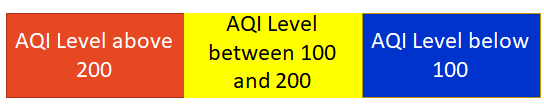 AQI Level above
200
AQI Level
between 100
and 200
AQI Level below
100